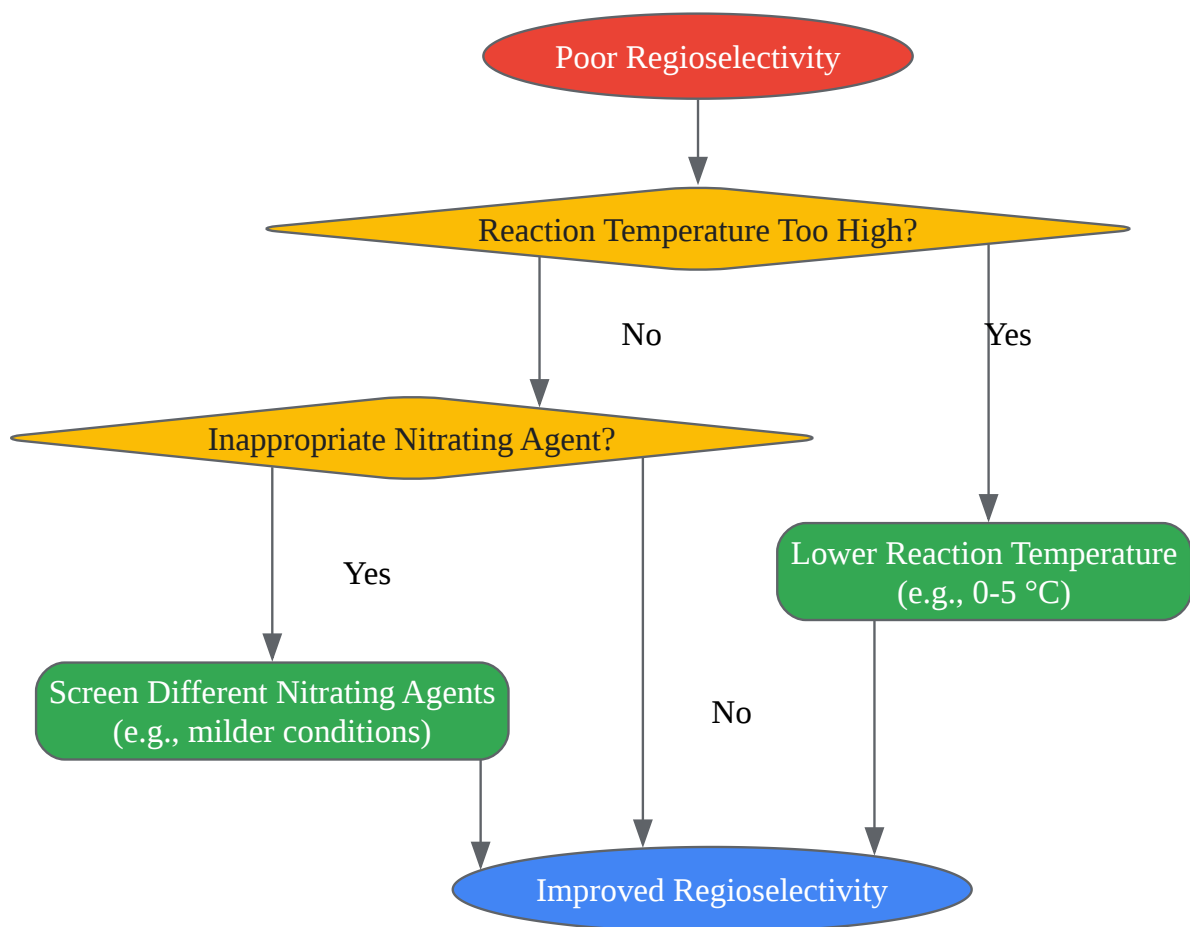 Poor Regioselectivity
Reaction Temperature Too High?
No
Yes
Inappropriate Nitrating Agent?
Yes
Lower Reaction Temperature
(e.g., 0-5 °C)
Screen Different Nitrating Agents
(e.g., milder conditions)
No
Improved Regioselectivity